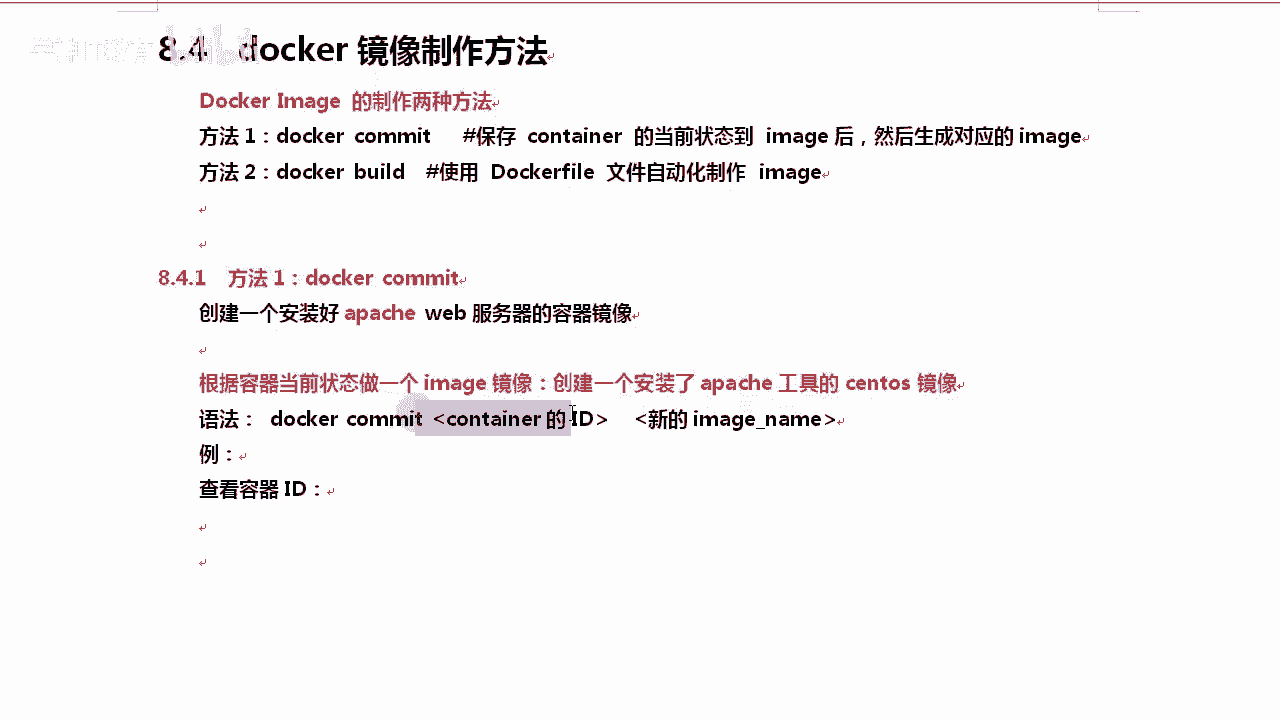 8.4 docker 镜像制作方法
Docker Image 的制作两种方法
方法 1：docker commit #保存 container 的当前状态到 image 后，然后生成对应的 image
方法 2：docker build #使用 Dockerfile 文件自动化制作 image
8.4.1 方法 1：docker commit
创建一个安装好 apache web 服务器的容器镜像
根据容器当前状态做一个 image 镜像：创建一个安装了 apache 工具的 centos 镜像
语法： docker commit <container 的 ID> <新的 image_name>
例：
查看容器 ID：